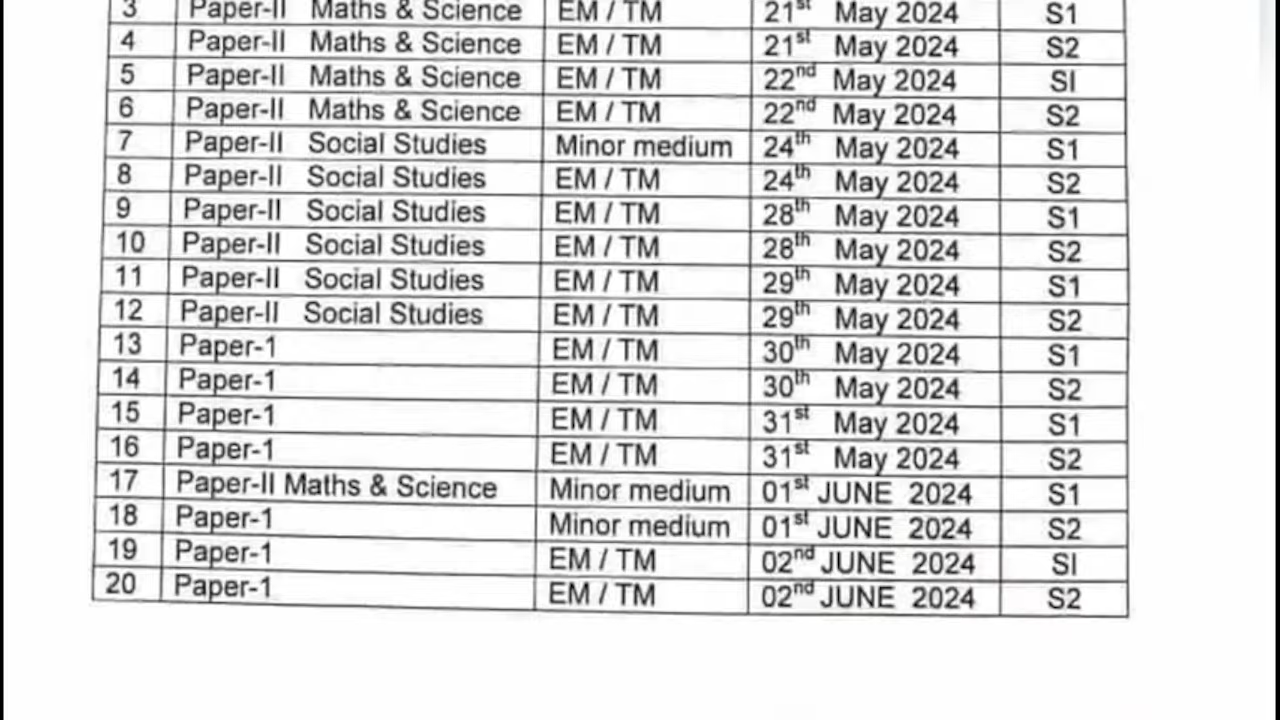 3 Paper-II Maths & Science EM / TM 21st May 2024 S1
4 Paper-II Maths & Science EM / TM 21st May 2024 S2
5 Paper-II Maths & Science EM / TM 22nd May 2024 SI
6 Paper-II Maths & Science EM / TM 22nd May 2024 S2
7 Paper-II Social Studies Minor medium 24th May 2024 S1
8 Paper-II Social Studies EM / TM 24th May 2024 S2
9 Paper-II Social Studies EM / TM 28th May 2024 S1
10 Paper-II Social Studies EM / TM 28th May 2024 S2
11 Paper-II Social Studies EM / TM 29th May 2024 S1
12 Paper-II Social Studies EM / TM 29th May 2024 S2
13 Paper-1 EM / TM 30th May 2024 S1
14 Paper-1 EM / TM 30th May 2024 S2
15 Paper-1 EM / TM 31st May 2024 S1
16 Paper-1 EM / TM 31st May 2024 S2
17 Paper-II Maths & Science Minor medium 01st JUNE 2024 S1
18 Paper-1 Minor medium 01st JUNE 2024 S2
19 Paper-1 EM / TM 02nd JUNE 2024 SI
20 Paper-1 EM / TM 02nd JUNE 2024 S2